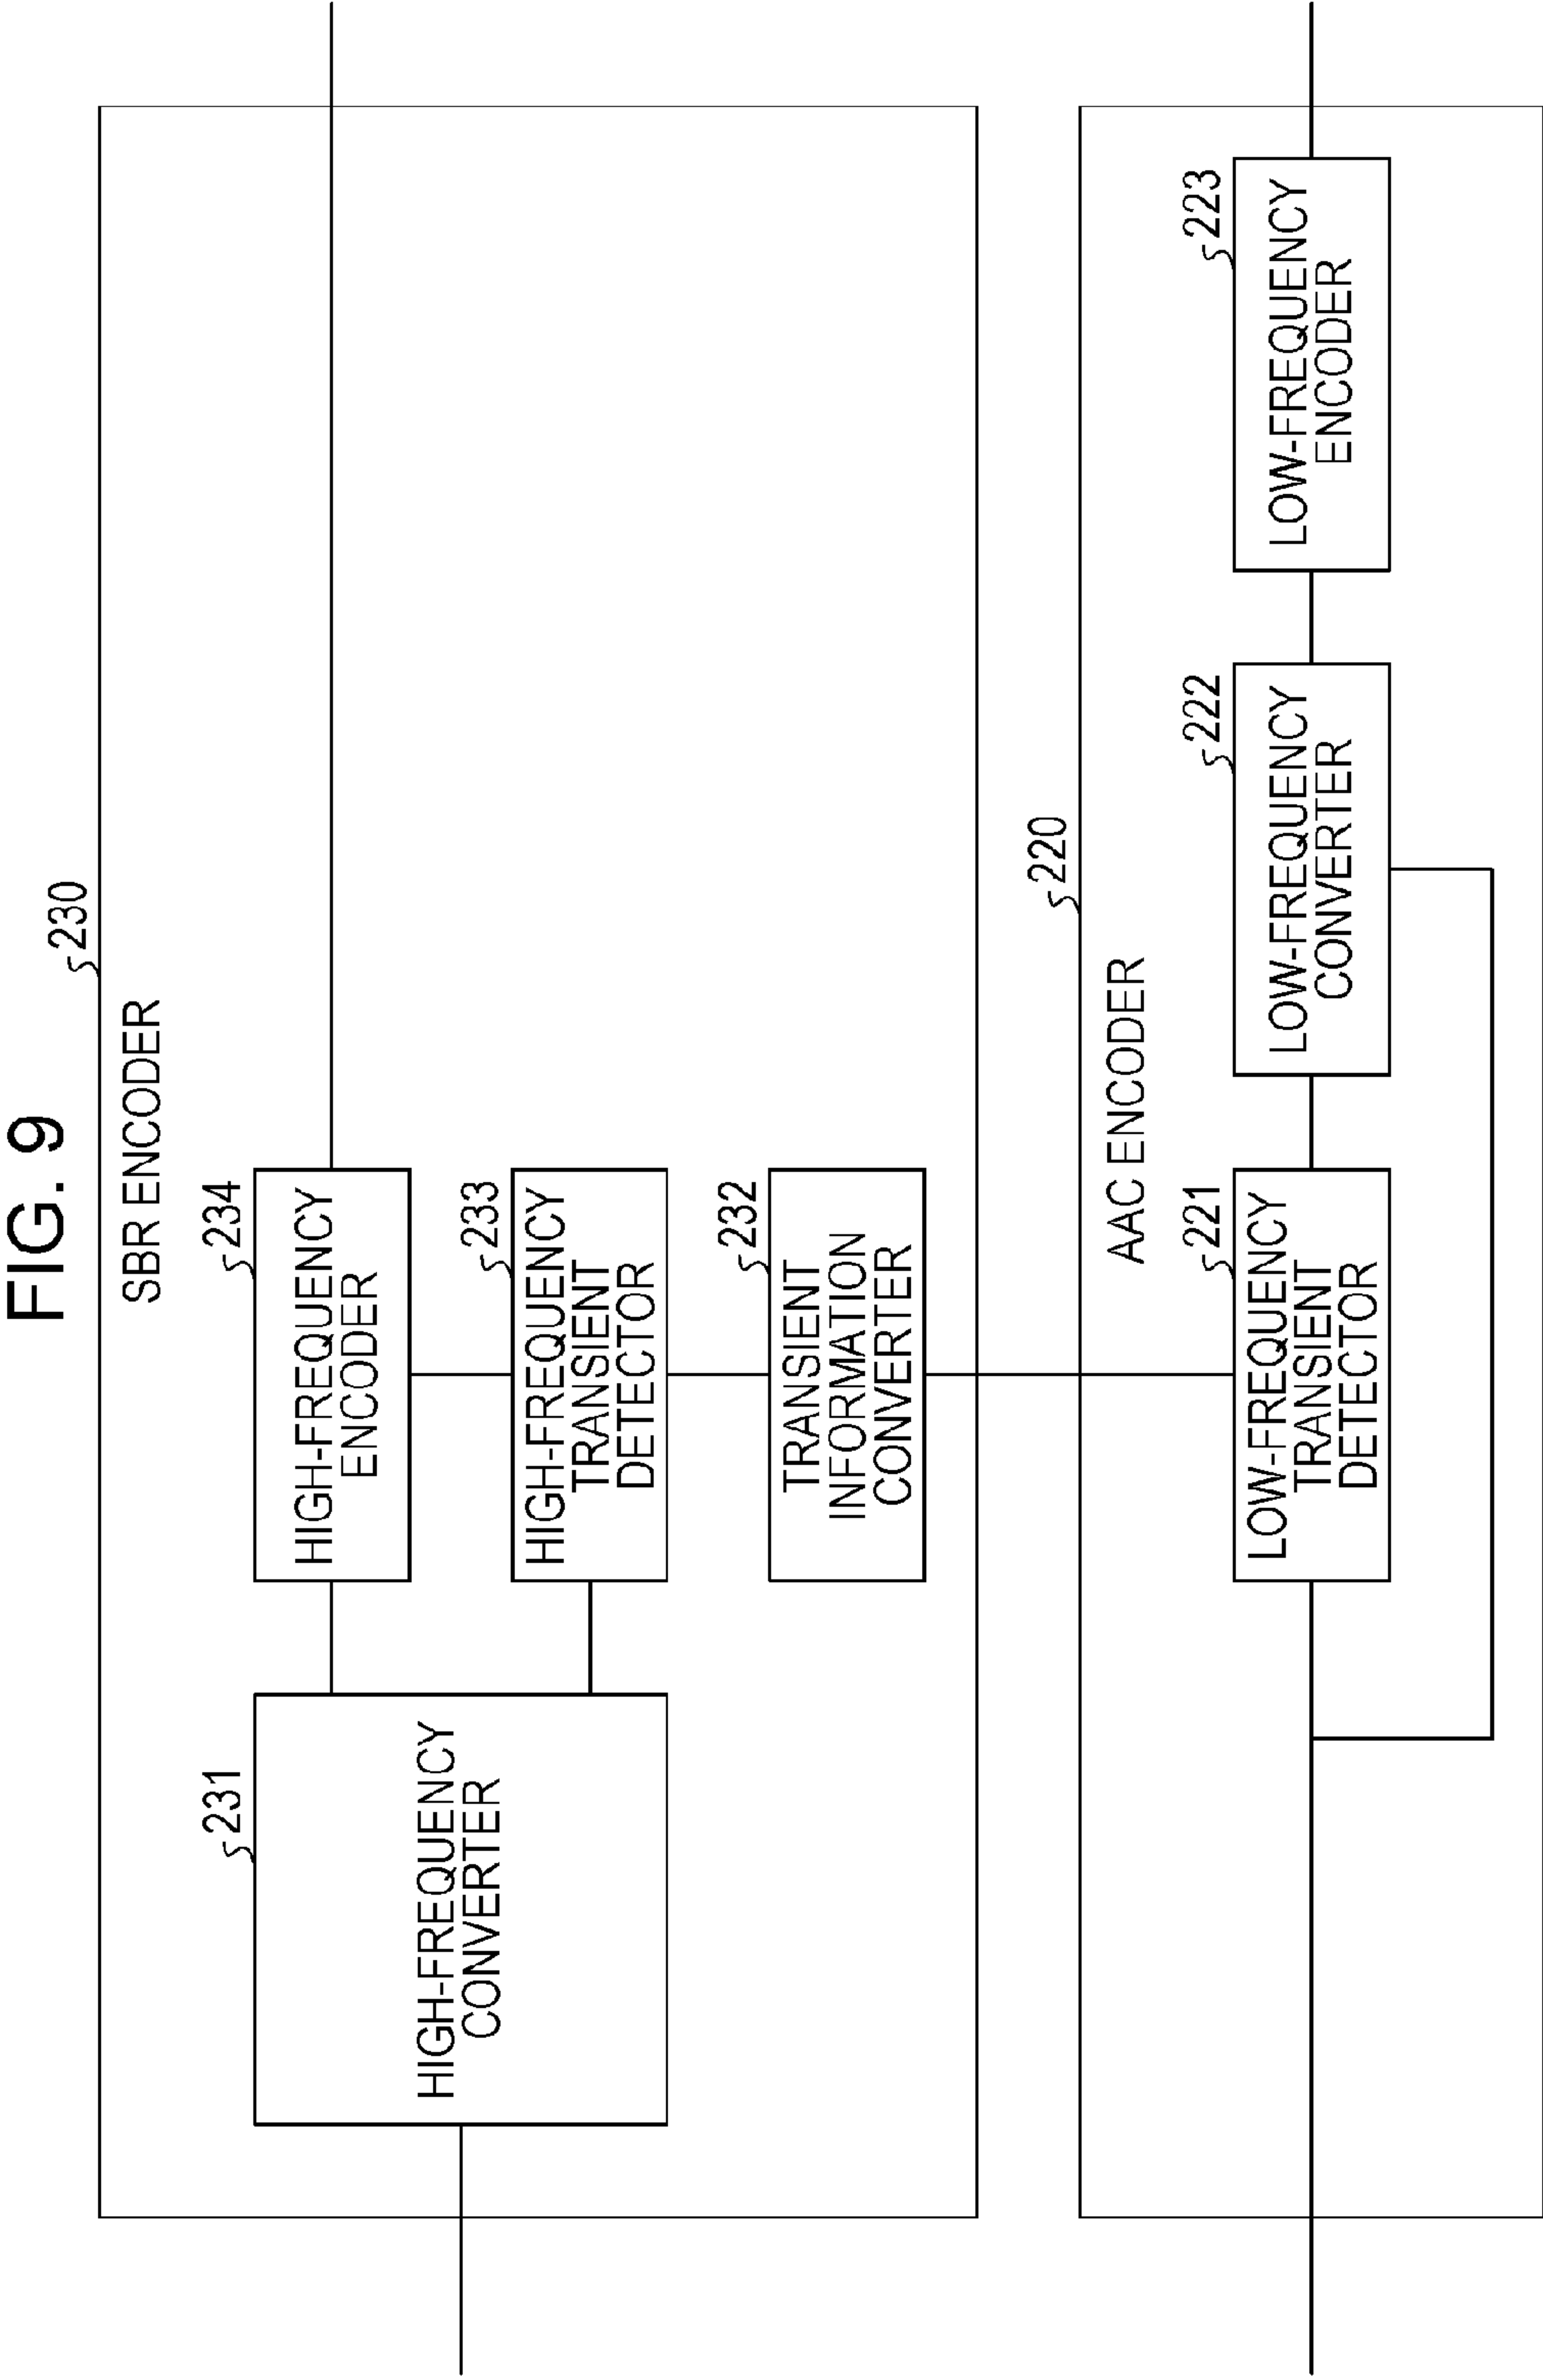 FIG. 9
230
SBR ENCODER
231
HIGH-FREQUENCY
CONVERTER
234
HIGH-FREQUENCY
ENCODER
233
HIGH-FREQUENCY
TRANSIENT
DETECTOR
232
TRANSIENT
INFORMATION
CONVERTER
220
AAC ENCODER
221
LOW-FREQUENCY
TRANSIENT
DETECTOR
222
LOW-FREQUENCY
CONVERTER
223
LOW-FREQUENCY
ENCODER